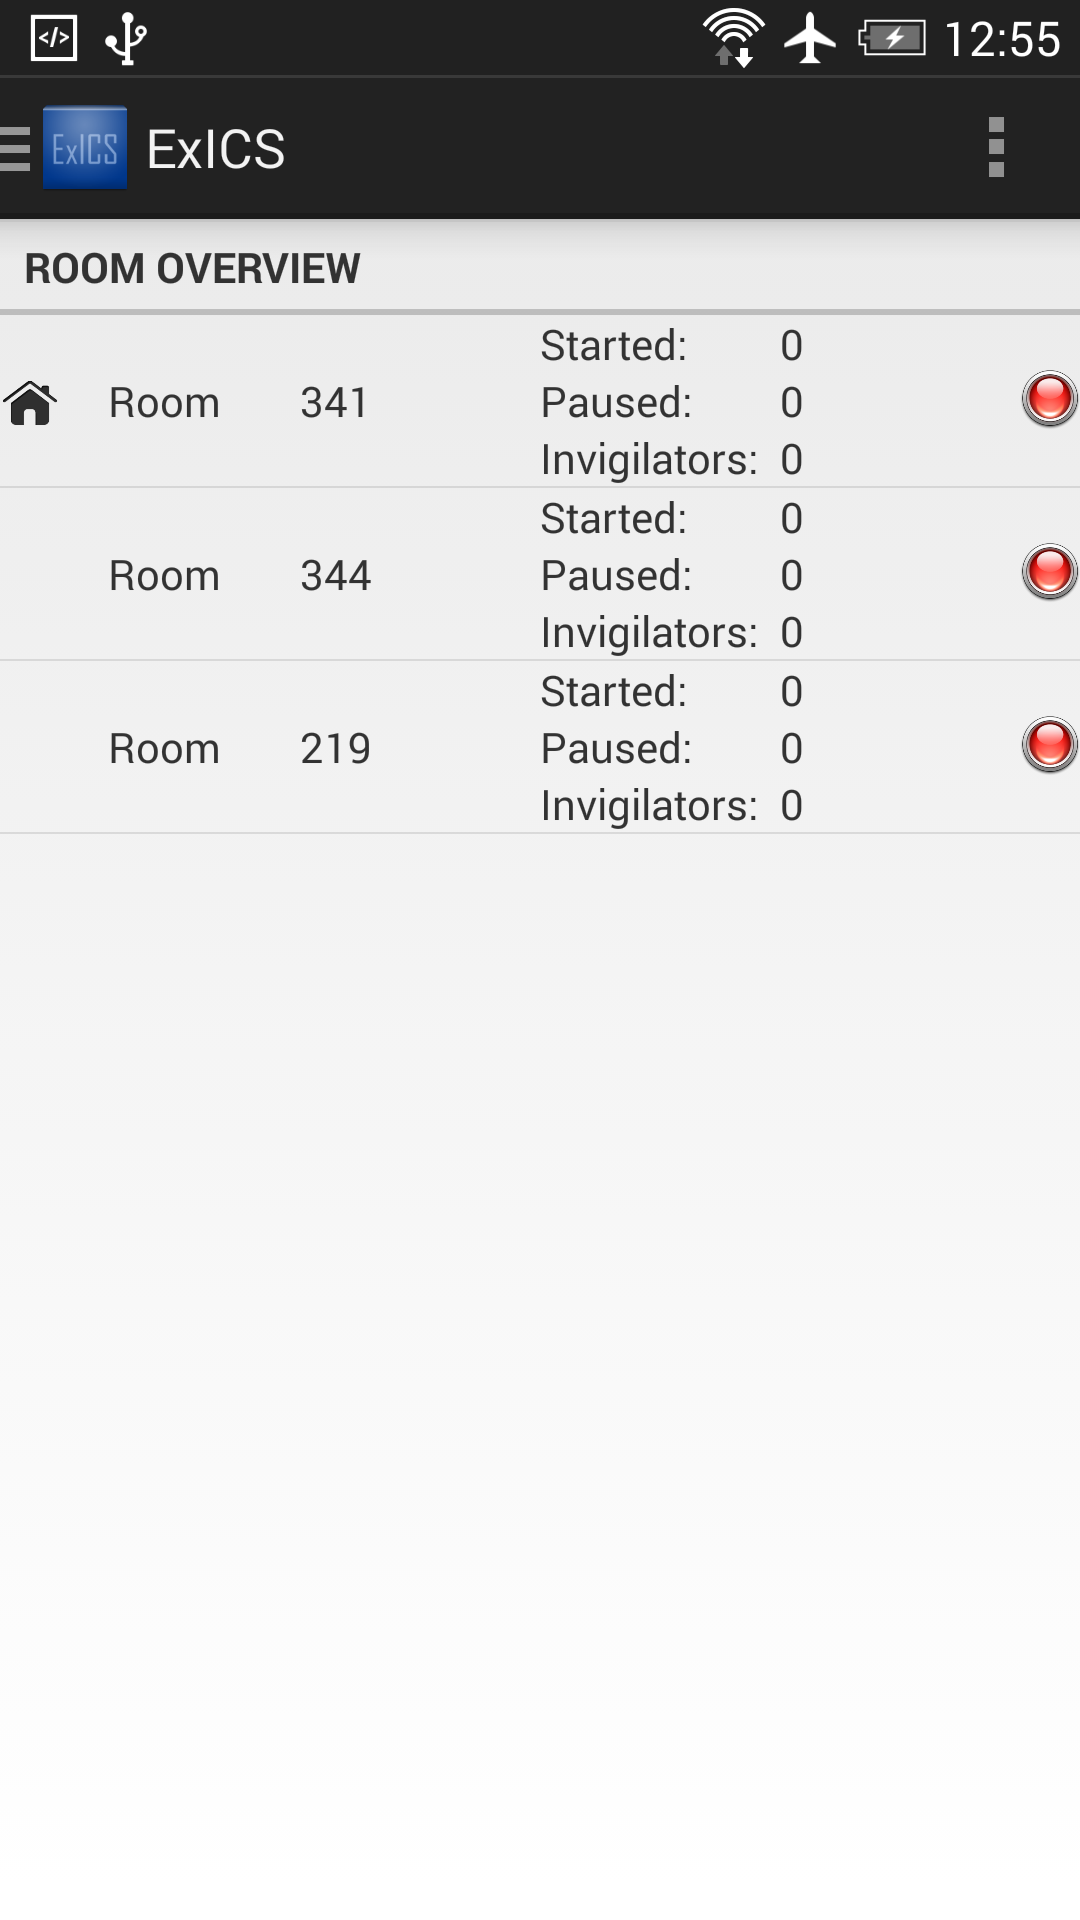 </> 12:55
ExICS ExICS
ROOM OVERVIEW
Started: 0
Room 341 Paused: 0
Invigilators: 0
Started: 0
Room 344 Paused: 0
Invigilators: 0
Started: 0
Room 219 Paused: 0
Invigilators: 0